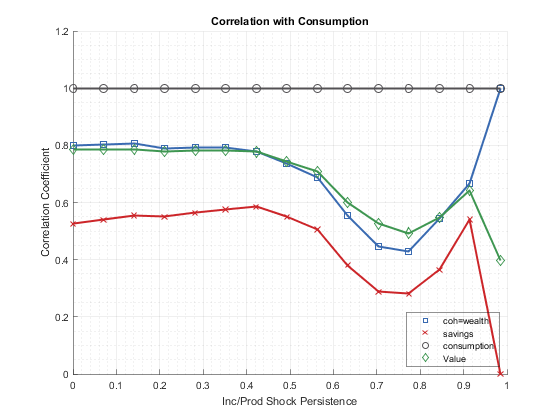 Correlation with Consumption
1.2
1
0.8
0.6
0.4
0.2
0
Correlation Coefficient
0 0.1 0.2 0.3 0.4 0.5 0.6 0.7 0.8 0.9 1
Inc/Prod Shock Persistence
coh=wealth
savings
consumption
Value